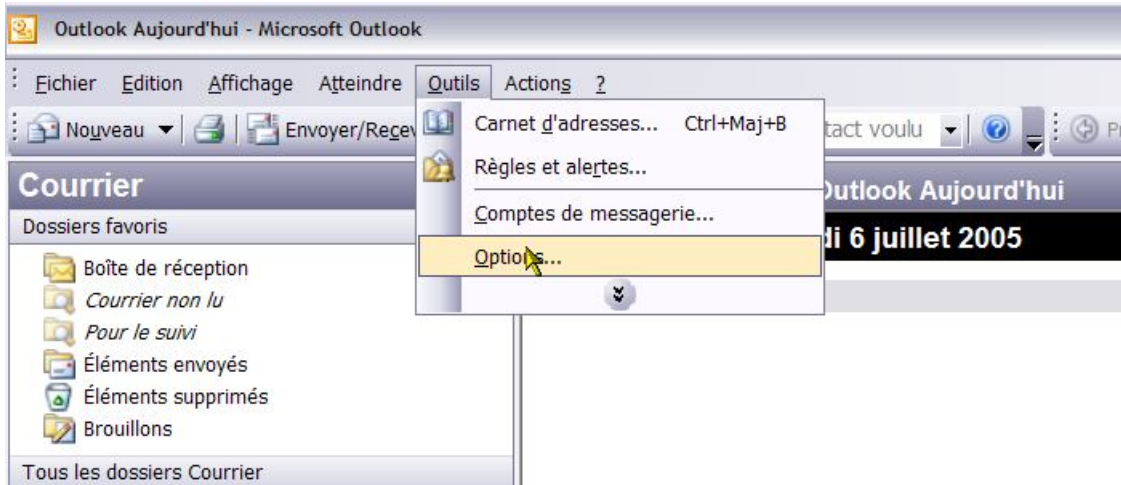 Outlook Aujourd'hui - Microsoft Outlook
Fichier Edition Affichage Atteindre Outils Actions ?
Nouveau Envoyer/Recev tact voulu
Carnet d'adresses... Ctrl+Maj+B
Règles et alertes...
Comptes de messagerie...
Options...
Courrier
Outlook Aujourd'hui
Dossiers favoris
di 6 juillet 2005
Boîte de réception
Courrier non lu
Pour le suivi
Éléments envoyés
Éléments supprimés
Brouillons
Tous les dossiers Courrier